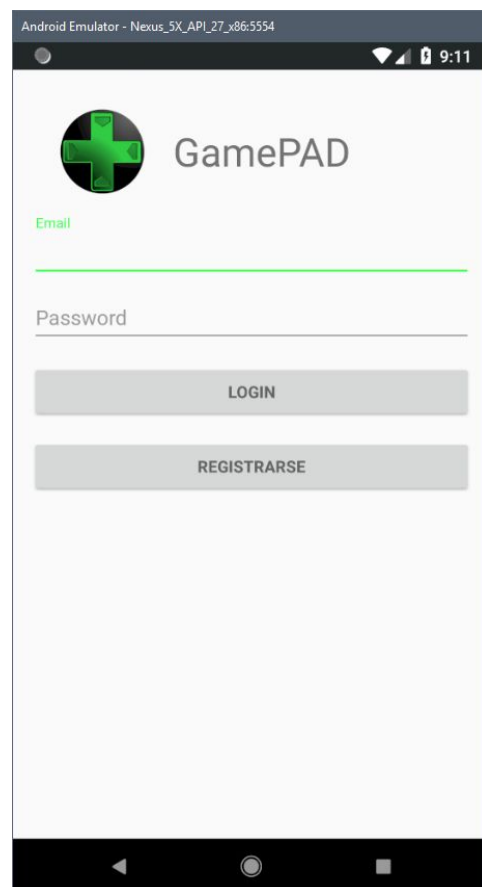 Android Emulator - Nexus_5X_API_27_x86:5554
9:11
GamePAD
Email
Password
LOGIN
REGISTRARSE